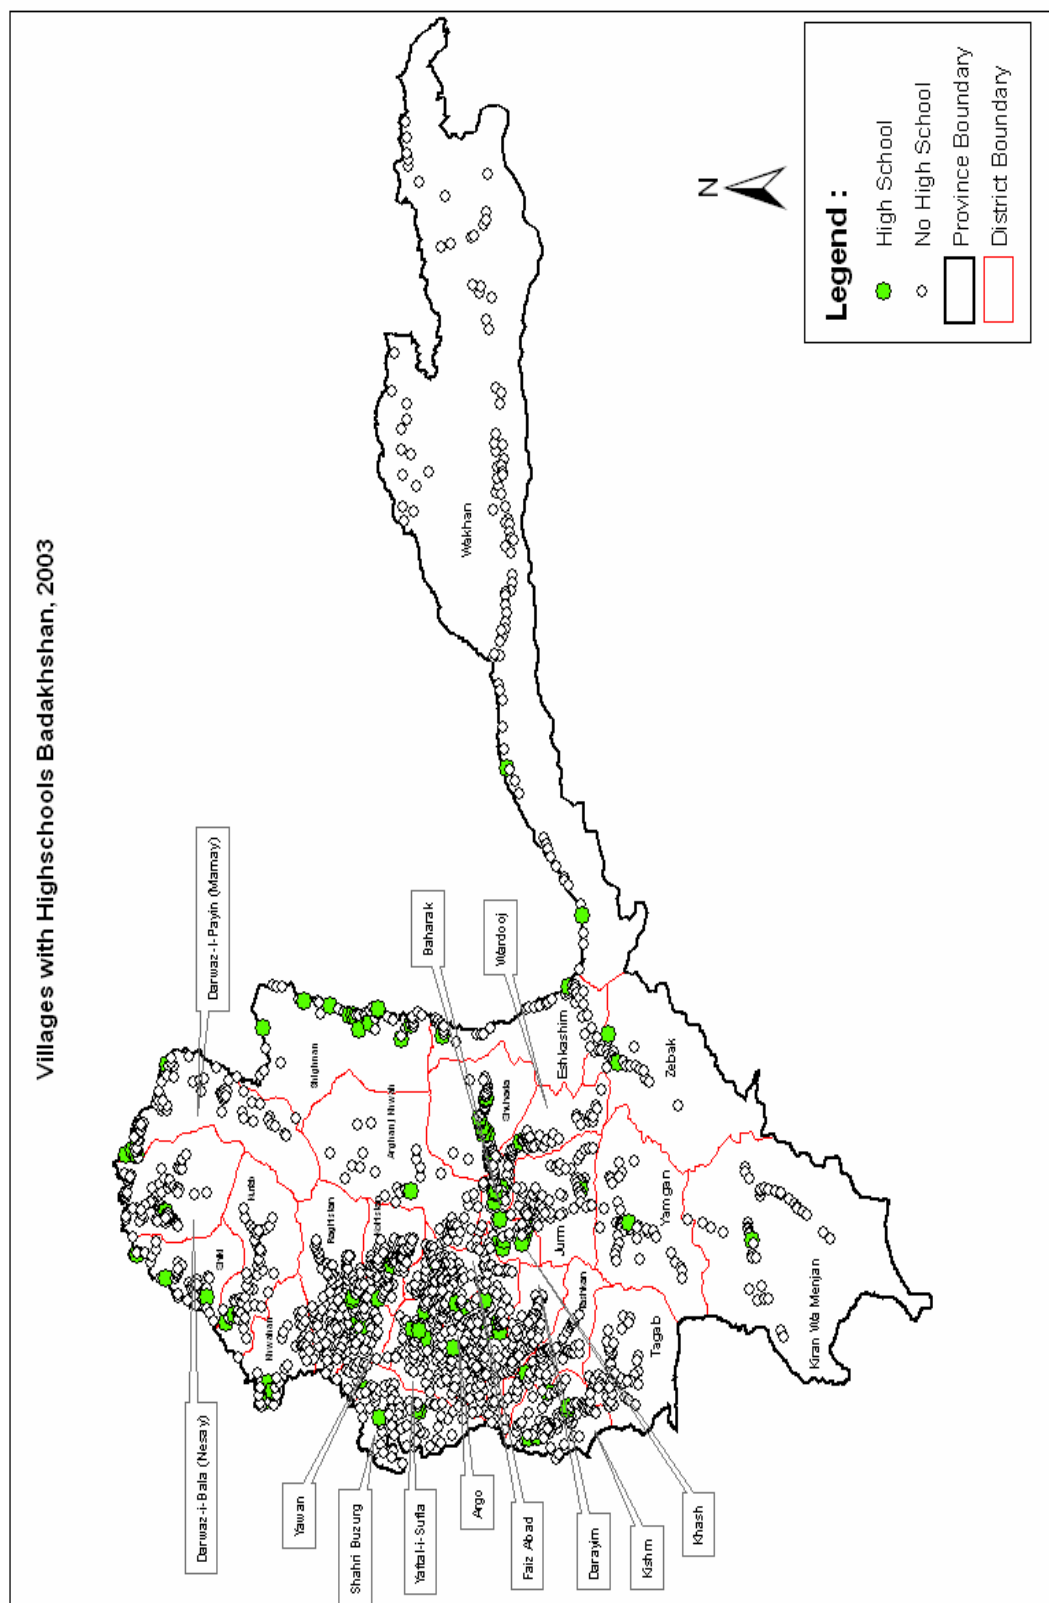 Villages with Highschools Badakhshan, 2003
Darwaz-i-Bala (Nesay)
Darwaz-I-Payin (Mamay)
Yawan
Shahri Buzurg
Yaftal-i-Sufla
Argo
Faiz Abad
Darayim
Kishm
Khash
Baharak
Wardooj
Shiki
Shighnan
Raghistan
Arghanj Khwah
Shuhada
Eshkashim
Jurm
Zebak
Yamgan
Tagab
Kiran Wa Menjan
Wakhan
N
Legend :
High School
No High School
Province Boundary
District Boundary